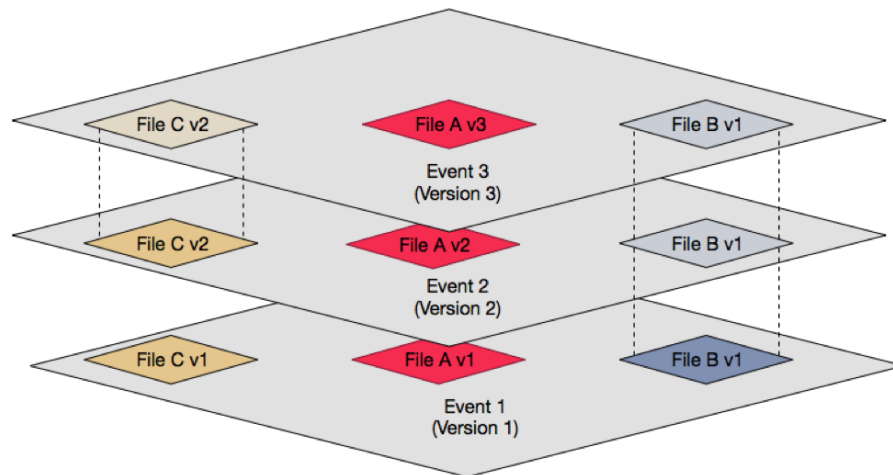 File C v2
File A v3
File B v1
Event 3
(Version 3)
File C v2
File A v2
File B v1
Event 2
(Version 2)
File C v1
File A v1
File B v1
Event 1
(Version 1)